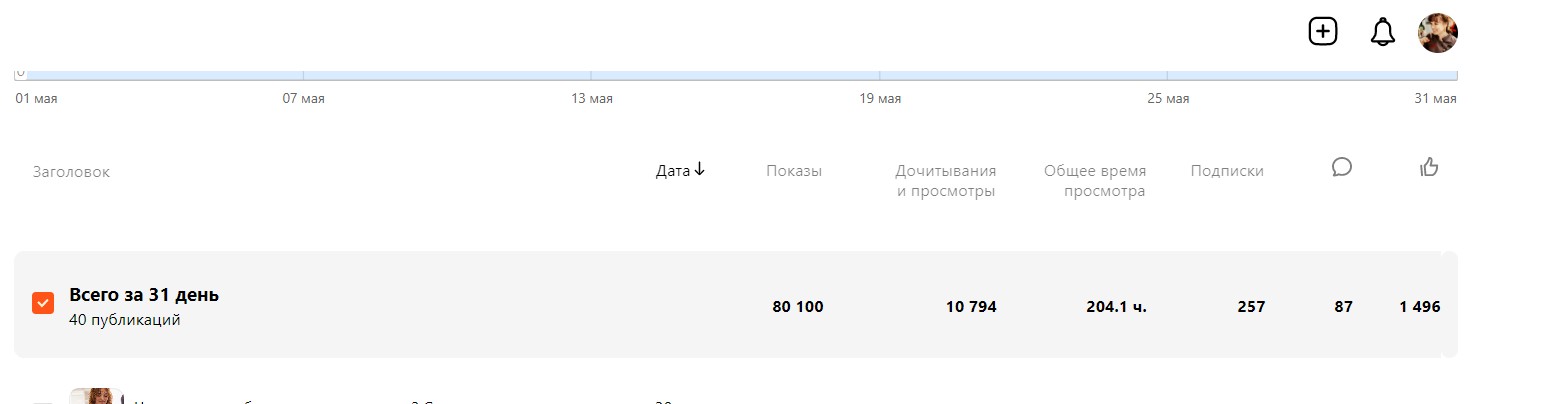 0
01 мая 07 мая 13 мая 19 мая 25 мая 31 мая
Заголовок Дата↓ Показы Дочитывания и просмотры Общее время просмотра Подписки
Всего за 31 день
40 публикаций
80 100 10 794 204.1 ч. 257 87 1 496